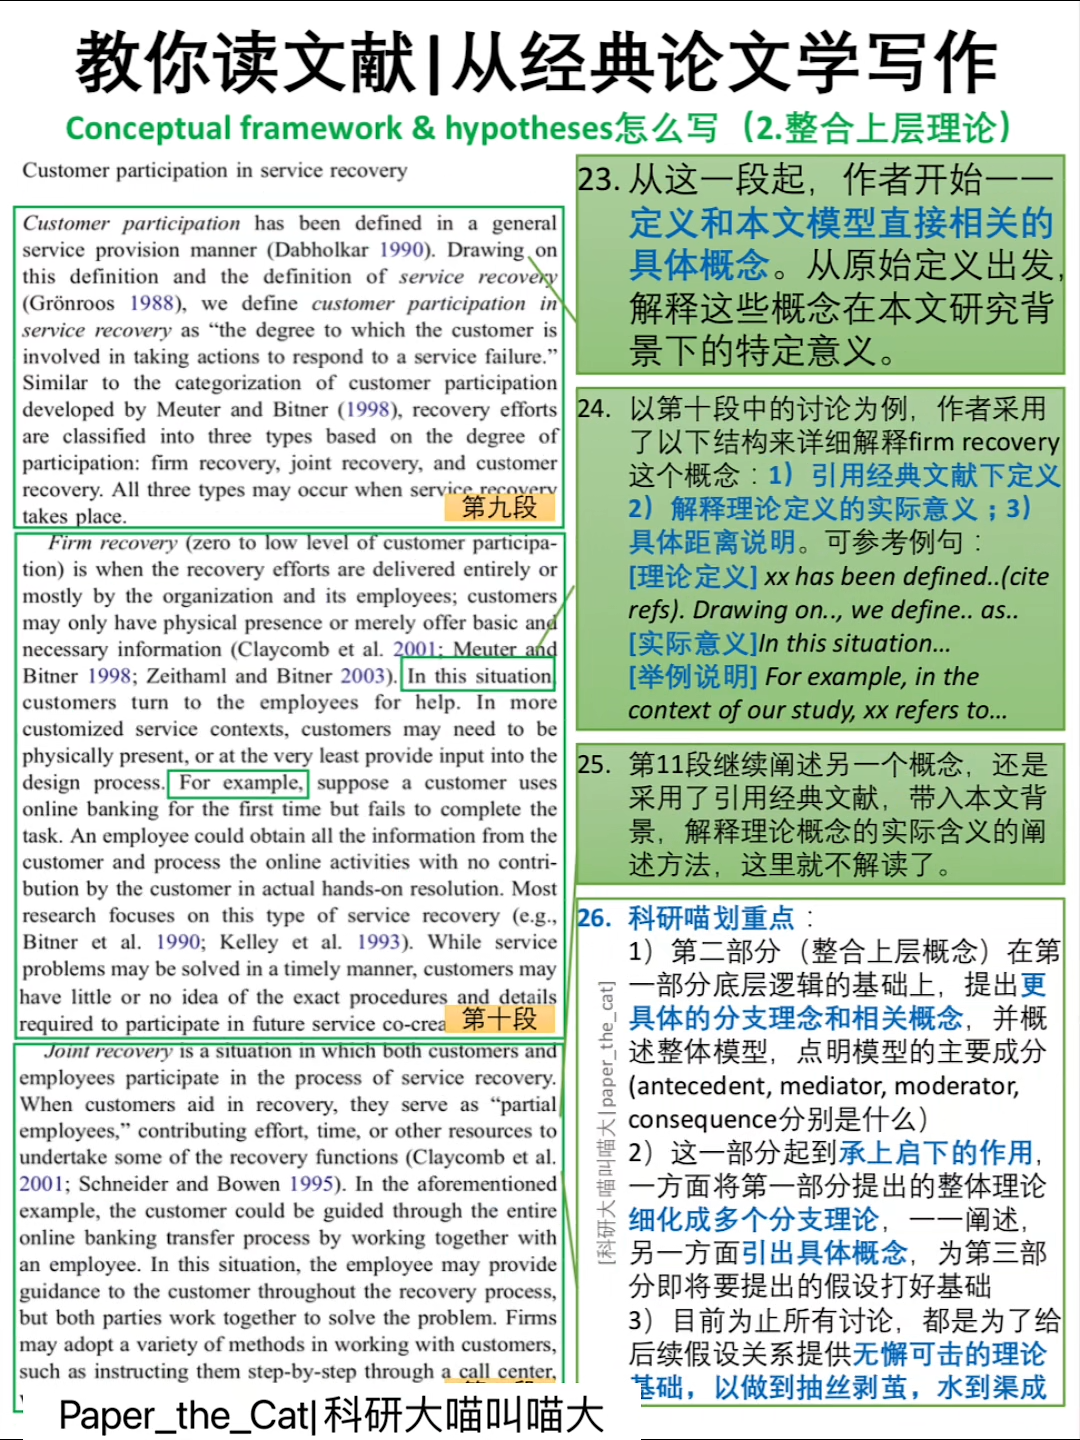 教你读文献|从经典论文学写作
Conceptual framework & hypotheses怎么写（2.整合上层理论）
Customer participation in service recovery
Customer participation has been defined in a general
service provision manner (Dabholkar 1990). Drawing on
this definition and the definition of service recovery
(Grönroos 1988), we define customer participation in
service recovery as “the degree to which the customer is
involved in taking actions to respond to a service failure.”
Similar to the categorization of customer participation
developed by Meuter and Bitner (1998), recovery efforts
are classified into three types based on the degree of
participation: firm recovery, joint recovery, and customer
recovery. All three types may occur when service recovery
takes place.
第九段
Firm recovery (zero to low level of customer participa-
tion) is when the recovery efforts are delivered entirely or
mostly by the organization and its employees; customers
may only have physical presence or merely offer basic and
necessary information (Claycomb et al. 2001; Meuter and
Bitner 1998; Zeithaml and Bitner 2003). In this situation,
customers turn to the employees for help. In more
customized service contexts, customers may need to be
physically present, or at the very least provide input into the
design process. For example, suppose a customer uses
online banking for the first time but fails to complete the
task. An employee could obtain all the information from the
customer and process the online activities with no contri-
bution by the customer in actual hands-on resolution. Most
research focuses on this type of service recovery (e.g.,
Bitner et al. 1990; Kelley et al. 1993). While service
problems may be solved in a timely manner, customers may
have little or no idea of the exact procedures and details
required to participate in future service co-crea
第十段
Joint recovery is a situation in which both customers and
employees participate in the process of service recovery.
When customers aid in recovery, they serve as “partial
employees,” contributing effort, time, or other resources to
undertake some of the recovery functions (Claycomb et al.
2001; Schneider and Bowen 1995). In the aforementioned
example, the customer could be guided through the entire
online banking transfer process by working together with
an employee. In this situation, the employee may provide
guidance to the customer throughout the recovery process,
but both parties work together to solve the problem. Firms
may adopt a variety of methods in working with customers,
such as instructing them step-by-step through a call center,
23. 从这一段起，作者开始一一
定义和本文模型直接相关的
具体概念。从原始定义出发，
解释这些概念在本文研究背
景下的特定意义。
24. 以第十段中的讨论为例，作者采用
了以下结构来详细解释firm recovery
这个概念：1）引用经典文献下定义
2）解释理论定义的实际意义；3）
具体距离说明。可参考例句：
[理论定义] xx has been defined..(cite
refs). Drawing on.., we define.. as..
[实际意义]In this situation...
[举例说明] For example, in the
context of our study, xx refers to...
25. 第11段继续阐述另一个概念，还是
采用了引用经典文献，带入本文背
景，解释理论概念的实际含义的阐
述方法，这里就不解读了。
26. 科研喵划重点：
1）第二部分（整合上层概念）在第
一部分底层逻辑的基础上，提出更
具体的分支理念和相关概念，并概
述整体模型，点明模型的主要成分
(antecedent, mediator, moderator,
consequence分别是什么）
2）这一部分起到承上启下的作用，
一方面将第一部分提出的整体理论
细化成多个分支理论，一一阐述，
另一方面引出具体概念，为第三部
分即将要提出的假设打好基础
3）目前为止所有讨论，都是为了给
后续假设关系提供无懈可击的理论
基础，以做到抽丝剥茧，水到渠成
[科研大喵叫喵大|paper_the_cat]
Paper_the_Cat|科研大喵叫喵大